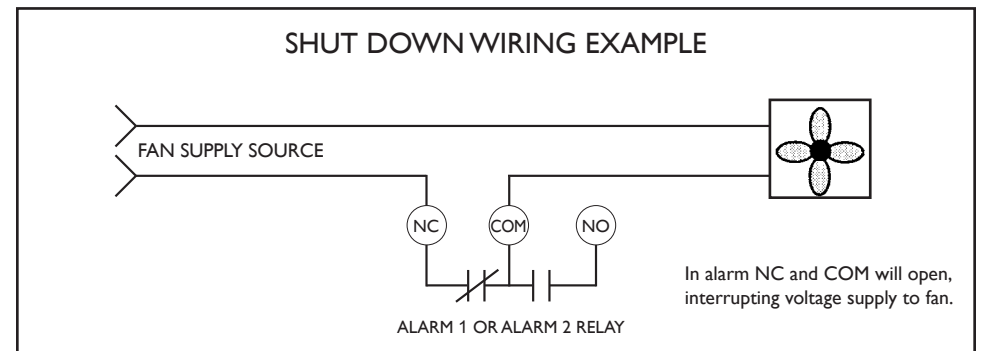 SHUT DOWN WIRING EXAMPLE
FAN SUPPLY SOURCE
NC
COM
NO
In alarm NC and COM will open,
interrupting voltage supply to fan.
ALARM 1 OR ALARM 2 RELAY